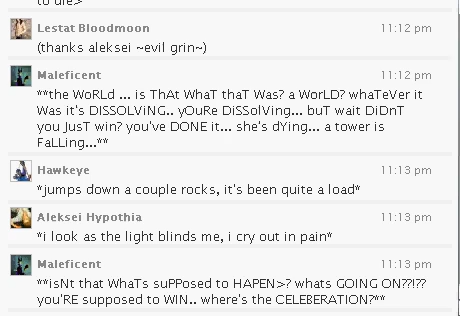 to die>
Lestat Bloodmoon 11:12 pm
(thanks aleksei ~evil grin~)
Maleficent 11:12 pm
**the WoRLd ... is ThAt WhaT thaT Was? a WorLD? whaTeVer it
Was it's DISSOLViNG.. yOuRe DiSSolVing... buT wait DiDnT
you JusT win? you've DONE it... she's dYing... a tower is
FaLLing...**
Hawkeye 11:13 pm
*jumps down a couple rocks, it's been quite a load*
Aleksei Hypothia 11:13 pm
*i look as the light blinds me, i cry out in pain*
Maleficent 11:13 pm
**isNt that WhaTs suPPosed to HAPEN>? whats GOING ON??!??
you'RE supposed to WIN.. where's the CELEBERATION?**